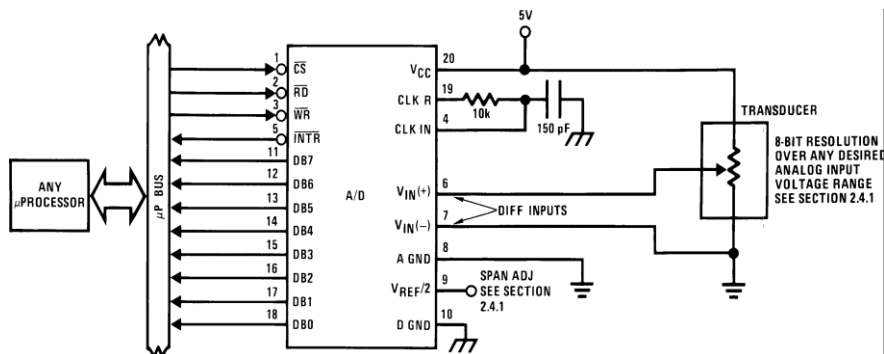 5V
1
CS
2
RD
3
WR
5
INTR
11
DB7
12
DB6
13
DB5
14
DB4
15
DB3
16
DB2
17
DB1
18
DB0
ANY
µPROCESSOR
µP BUS
A/D
20
VCC
19
CLK R
10k
4
CLK IN
150 pF
6
VIN(+)
DIFF INPUTS
7
VIN(−)
8
A GND
9
VREF/2
SPAN ADJ
SEE SECTION
2.4.1
10
D GND
TRANSDUCER
8-BIT RESOLUTION
OVER ANY DESIRED
ANALOG INPUT
VOLTAGE RANGE
SEE SECTION 2.4.1